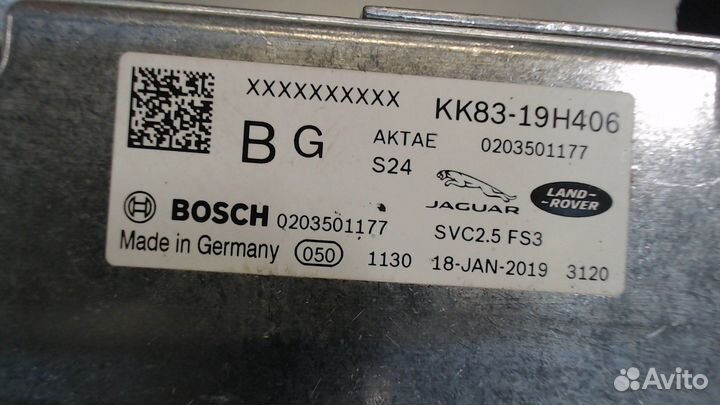 XXXXXXXXXX KK83-19H406
B G AKTAE 0203501177
S24
JAGUAR LAND-ROVER
BOSCH 0203501177 SVC2.5 FS3
Made in Germany 050 1130 18-JAN-2019 3120
Avito